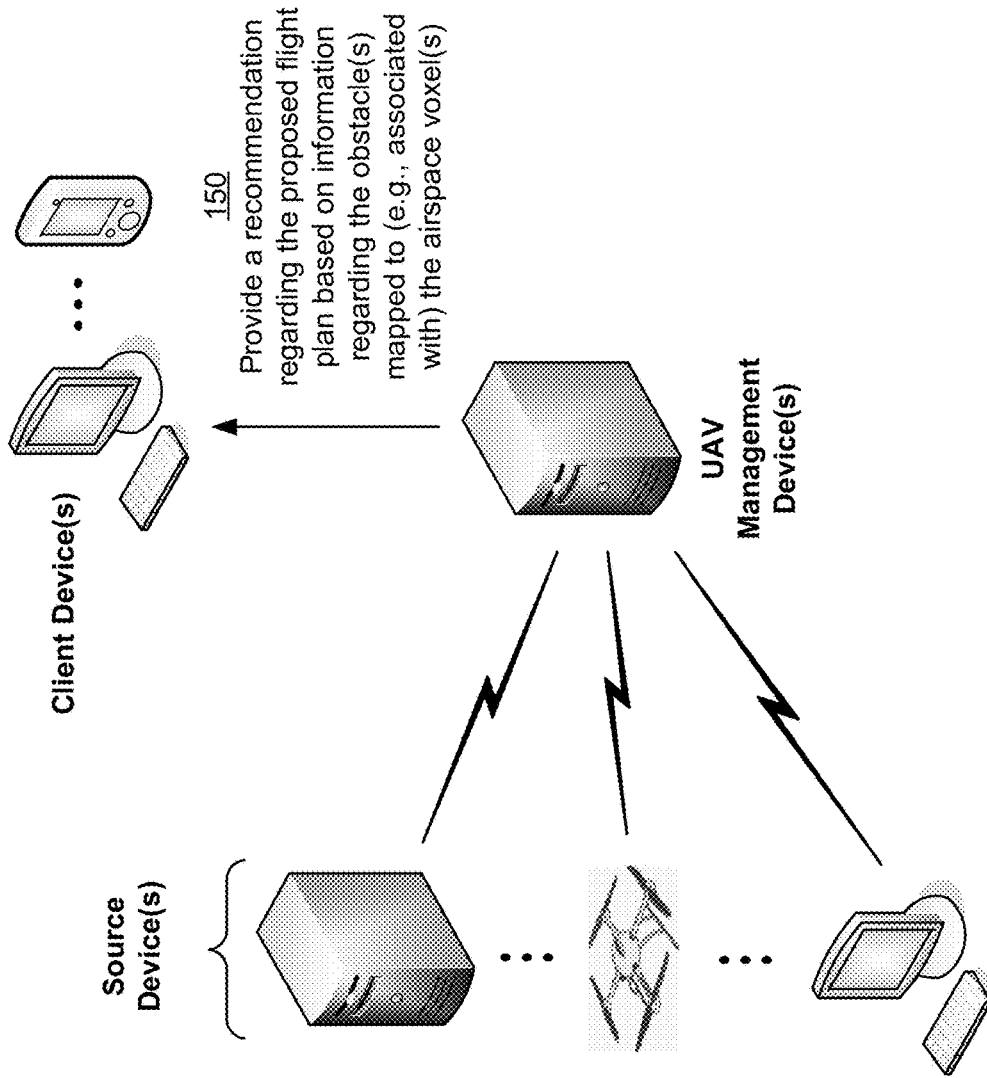 Client Device(s)
150
Provide a recommendation
regarding the proposed flight
plan based on information
regarding the obstacle(s)
mapped to (e.g., associated
with) the airspace voxel(s)
Source
Device(s)
UAV
Management
Device(s)